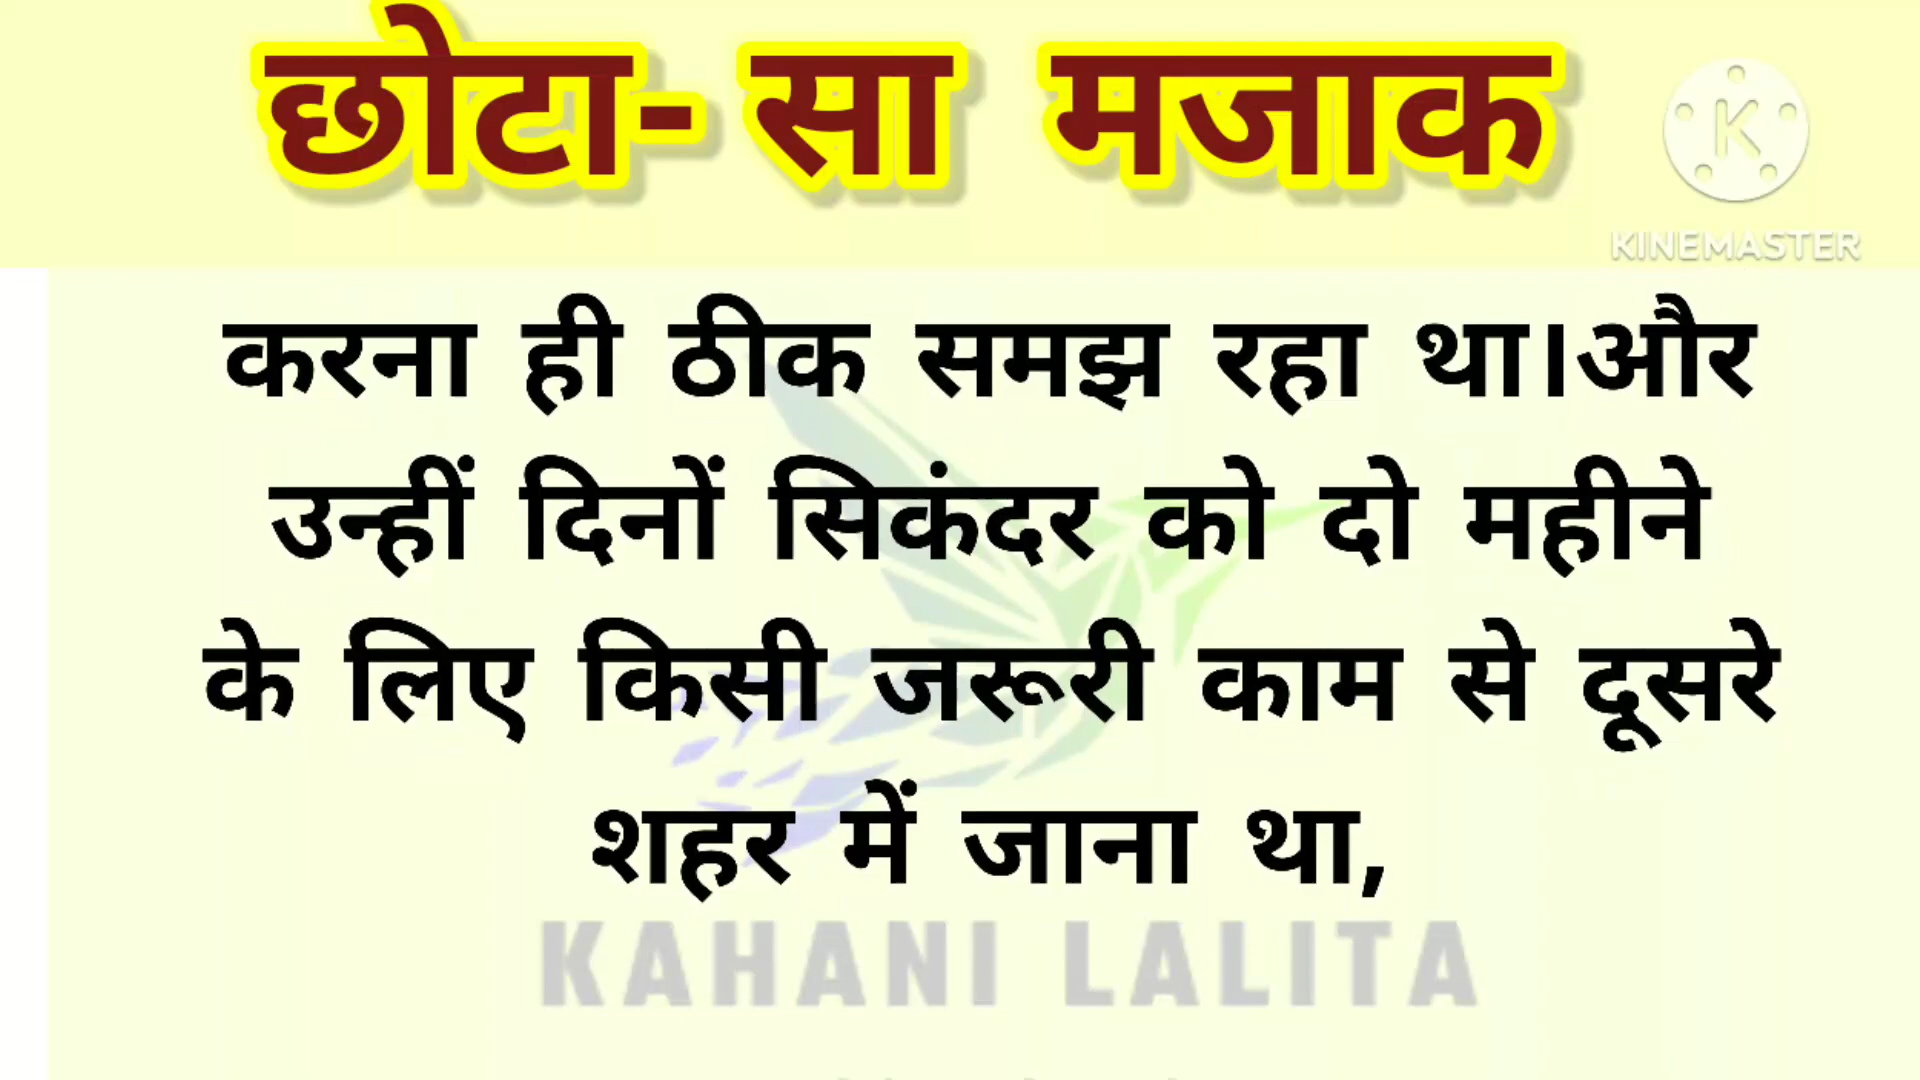 छोटा- सा मजाक
K
KINEMASTER
करना ही ठीक समझ रहा था।और
उन्हीं दिनों सिकंदर को दो महीने
के लिए किसी जरूरी काम से दूसरे
शहर में जाना था,
KAHANI LALITA